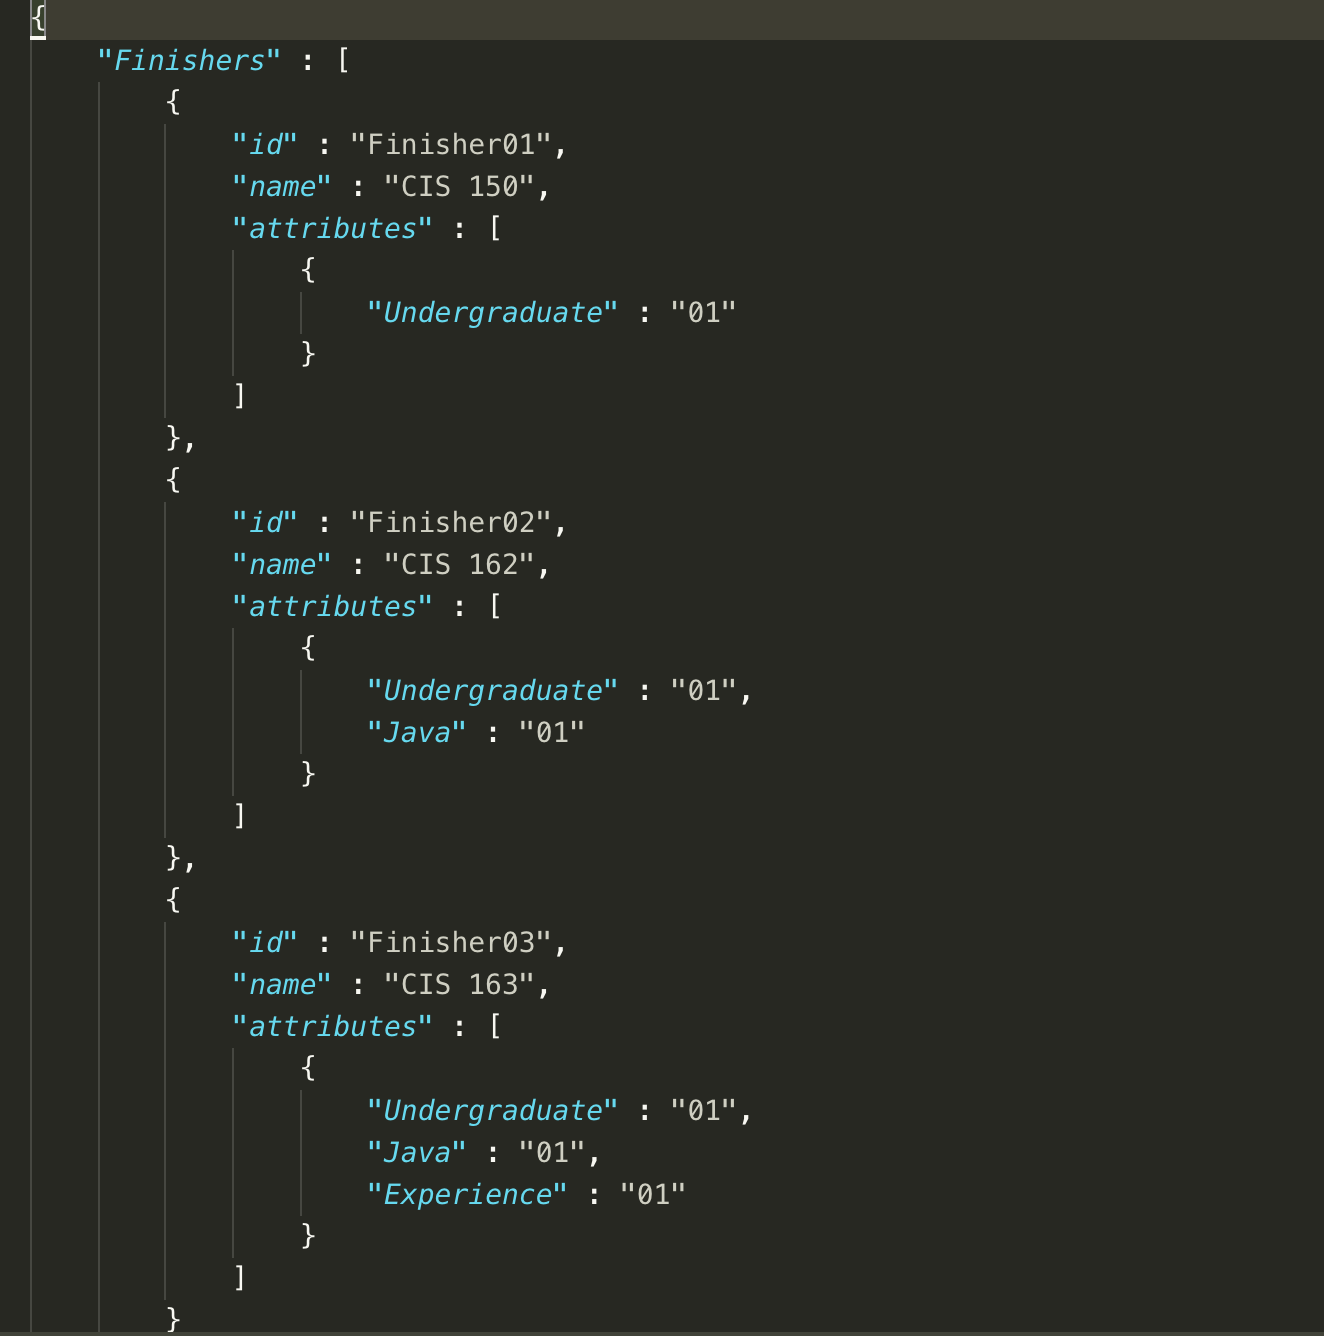 {
    "Finishers" : [
        {
            "id" : "Finisher01",
            "name" : "CIS 150",
            "attributes" : [
                {
                    "Undergraduate" : "01"
                }
            ]
        },
        {
            "id" : "Finisher02",
            "name" : "CIS 162",
            "attributes" : [
                {
                    "Undergraduate" : "01",
                    "Java" : "01"
                }
            ]
        },
        {
            "id" : "Finisher03",
            "name" : "CIS 163",
            "attributes" : [
                {
                    "Undergraduate" : "01",
                    "Java" : "01",
                    "Experience" : "01"
                }
            ]
        }